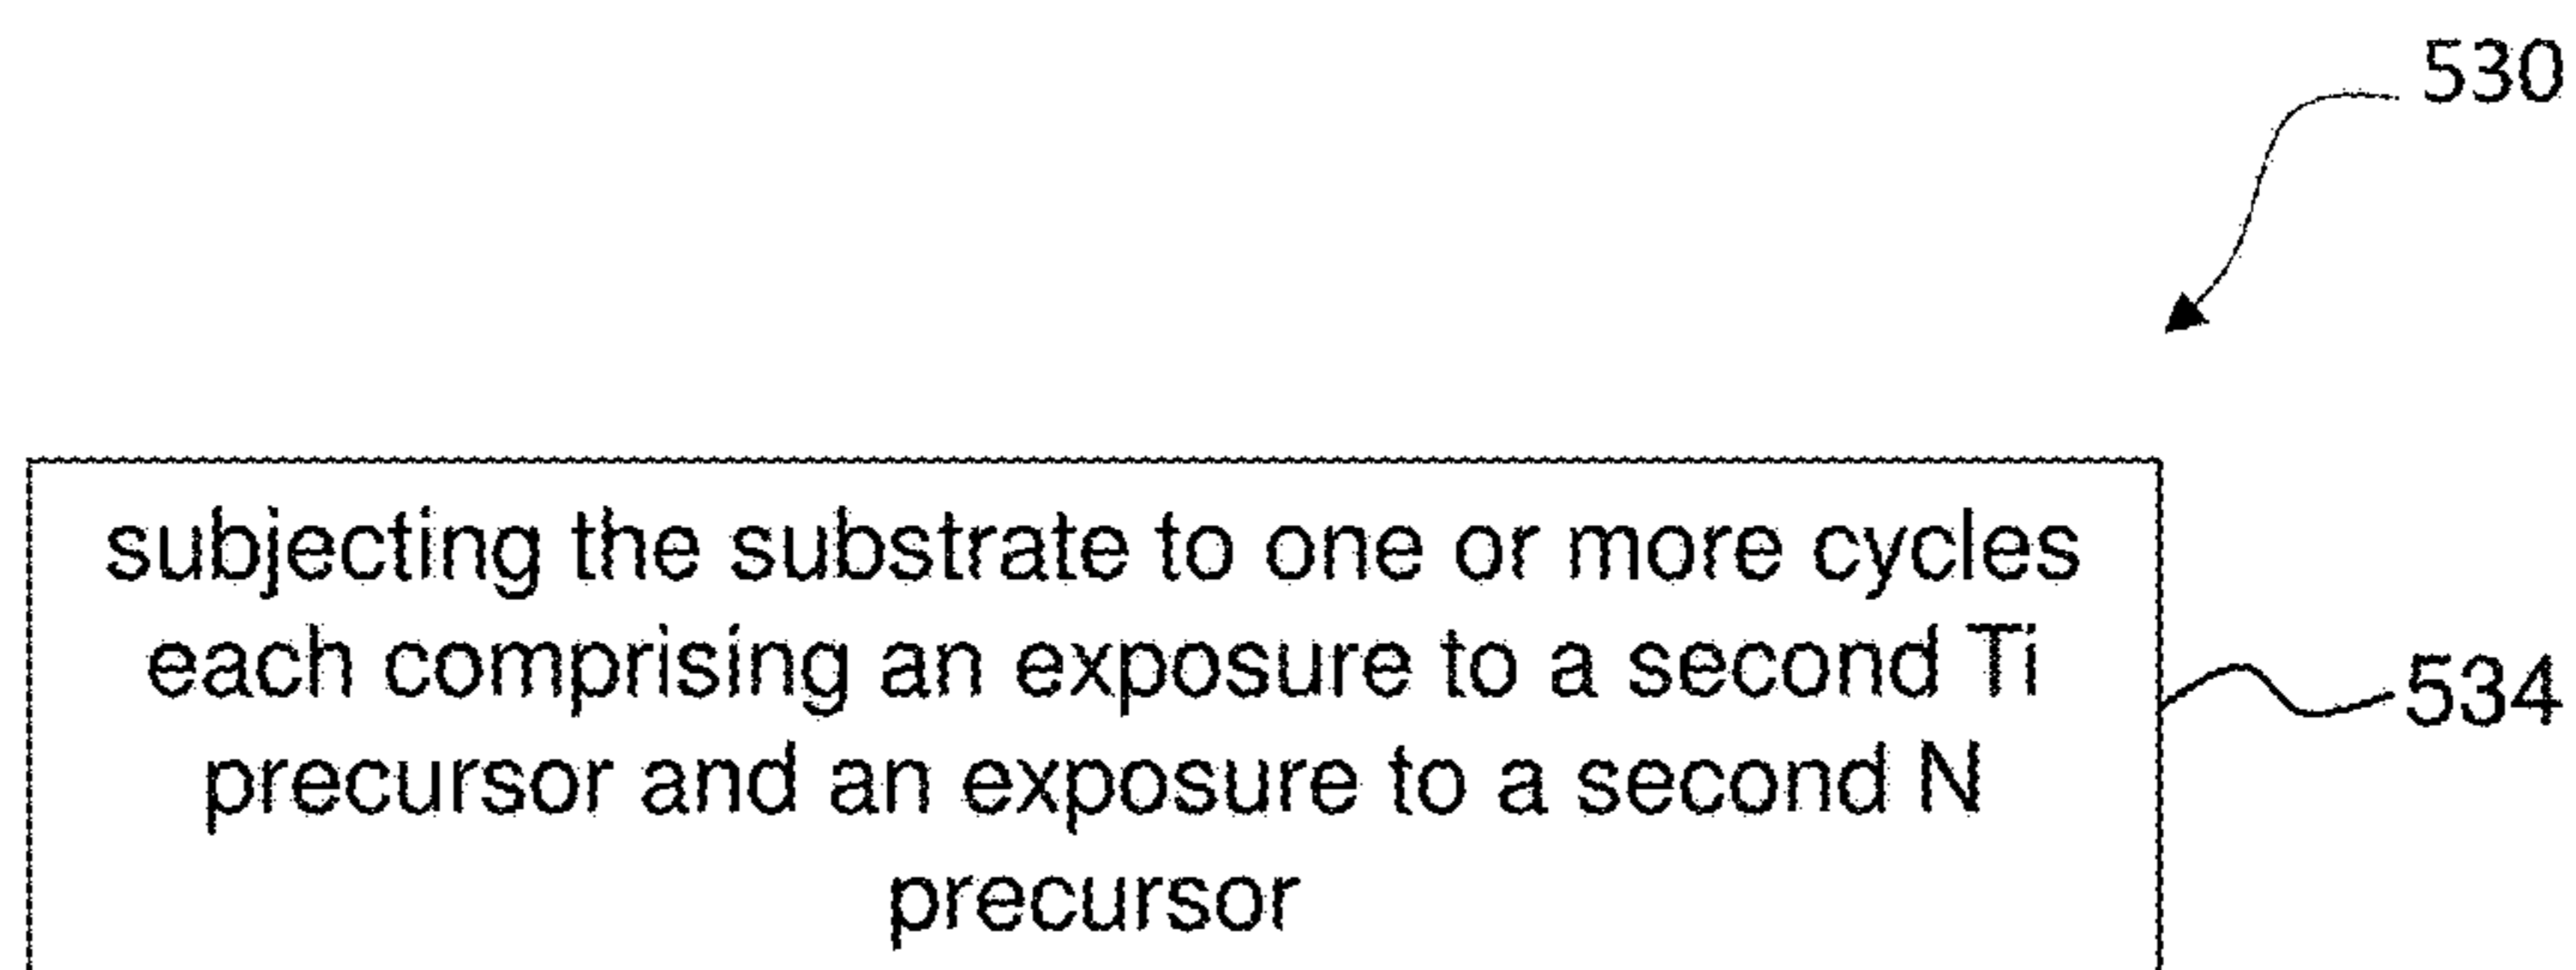 530
subjecting the substrate to one or more cycles
each comprising an exposure to a second Ti
precursor and an exposure to a second N
precursor
534